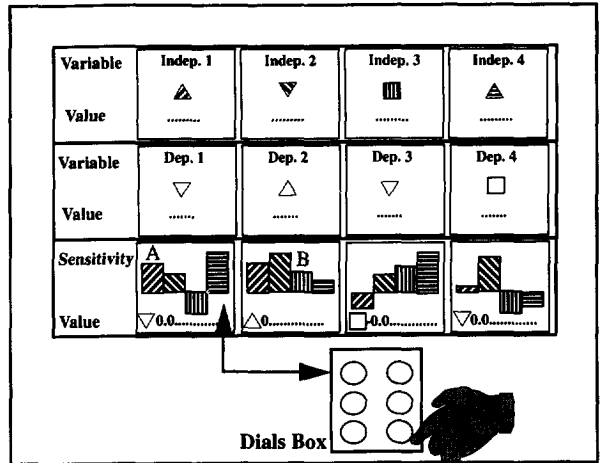 Variable Indep. 1 Indep. 2 Indep. 3 Indep. 4
Value ......... ......... ....... .......
Variable Dep. 1 Dep. 2 Dep. 3 Dep. 4
Value ....... ....... ....... .......
Sensitivity A B
Value 0.0.............. 0.............. 0.0.............. 0.0..............
Dials Box